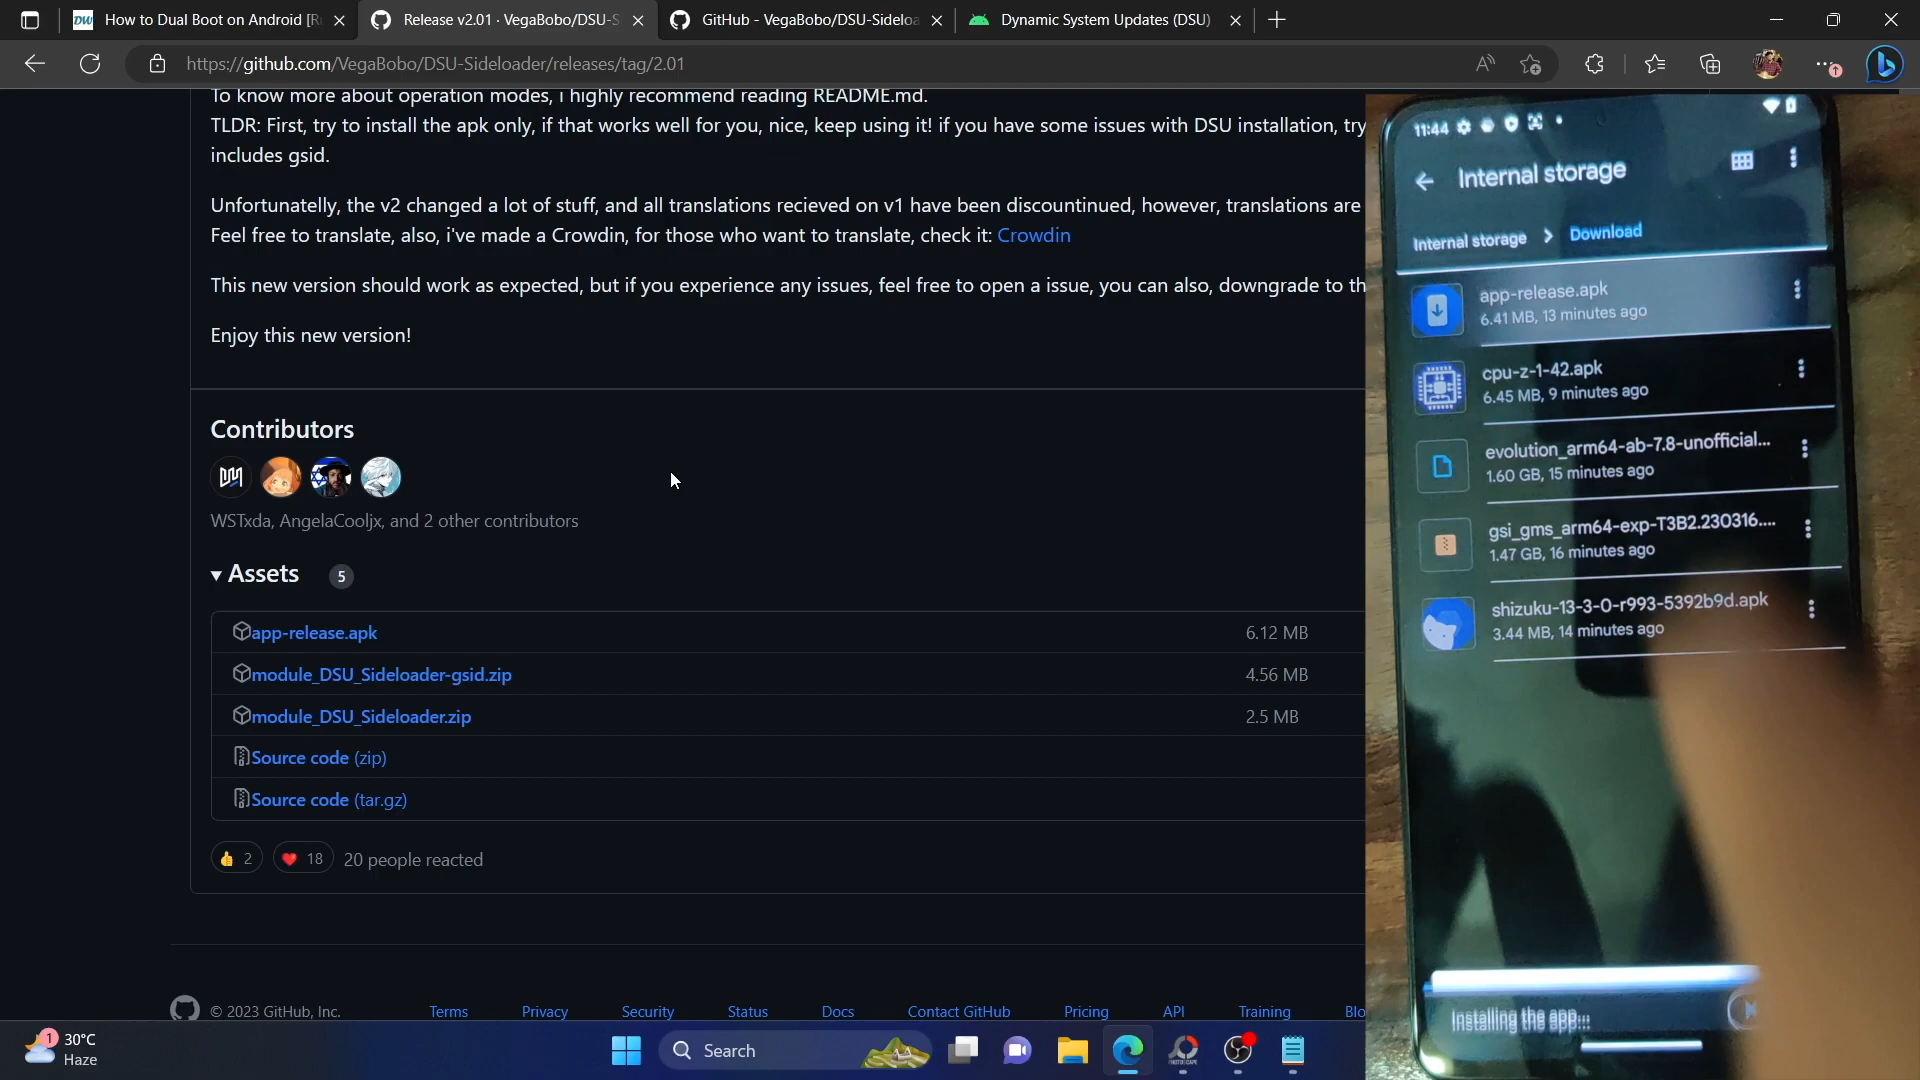 How to Dual Boot on Android [R
Release v2.01 · VegaBobo/DSU-S
GitHub - VegaBobo/DSU-Sideloa
Dynamic System Updates (DSU)
https://github.com/VegaBobo/DSU-Sideloader/releases/tag/2.01
To know more about operation modes, I highly recommend reading README.md.
TLDR: First, try to install the apk only, if that works well for you, nice, keep using it! if you have some issues with DSU installation, try
includes gsid.
Unfortunatelly, the v2 changed a lot of stuff, and all translations recieved on v1 have been discountinued, however, translations are
Feel free to translate, also, i've made a Crowdin, for those who want to translate, check it: Crowdin
This new version should work as expected, but if you experience any issues, feel free to open a issue, you can also, downgrade to th
Enjoy this new version!
Contributors
WSTxda, AngelaCooljx, and 2 other contributors
Assets 5
app-release.apk 6.12 MB
module_DSU_Sideloader-gsid.zip 4.56 MB
module_DSU_Sideloader.zip 2.5 MB
Source code (zip)
Source code (tar.gz)
2 18 20 people reacted
© 2023 GitHub, Inc. Terms Privacy Security Status Docs Contact GitHub Pricing API Training Blo
1 30°C
Haze
Search
11:44
Internal storage
Internal storage > Download
app-release.apk
6.41 MB, 13 minutes ago
cpu-z-1-42.apk
6.45 MB, 9 minutes ago
evolution_arm64-ab-7.8-unofficial...
1.60 GB, 15 minutes ago
gsi_gms_arm64-exp-T3B2.230316....
1.47 GB, 16 minutes ago
shizuku-13-3-0-r993-5392b9d.apk
3.44 MB, 14 minutes ago
Installing the app...